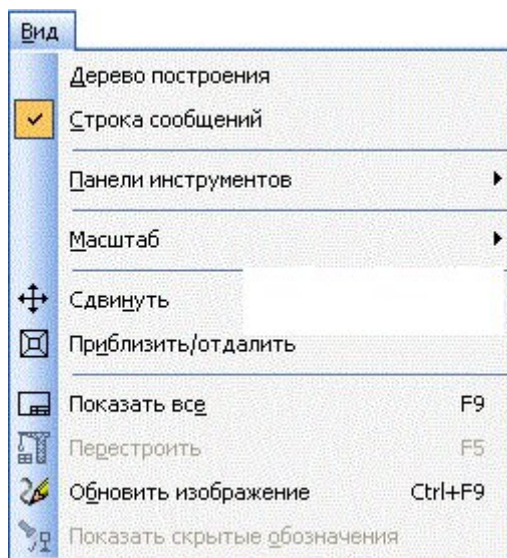 Вид
Дерево построения
Строка сообщений
Панели инструментов
Масштаб
Сдвинуть
Приблизить/отдалить
Показать все F9
Перестроить F5
Обновить изображение Ctrl+F9
Показать скрытые обозначения